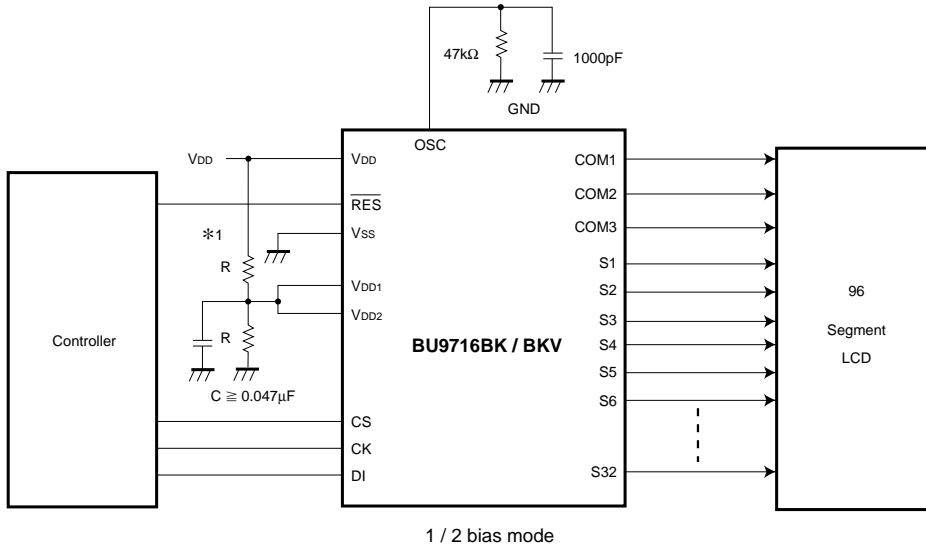 47kΩ
1000pF
GND
OSC
VDD
VDD
COM1
COM2
RES
COM3
VSS
✽1
S1
R
VDD1
S2
96
VDD2
S3
Segment
Controller
R
BU9716BK / BKV
S4
LCD
S5
C ≧ 0.047µF
S6
CS
CK
DI
S32
1 / 2 bias mode